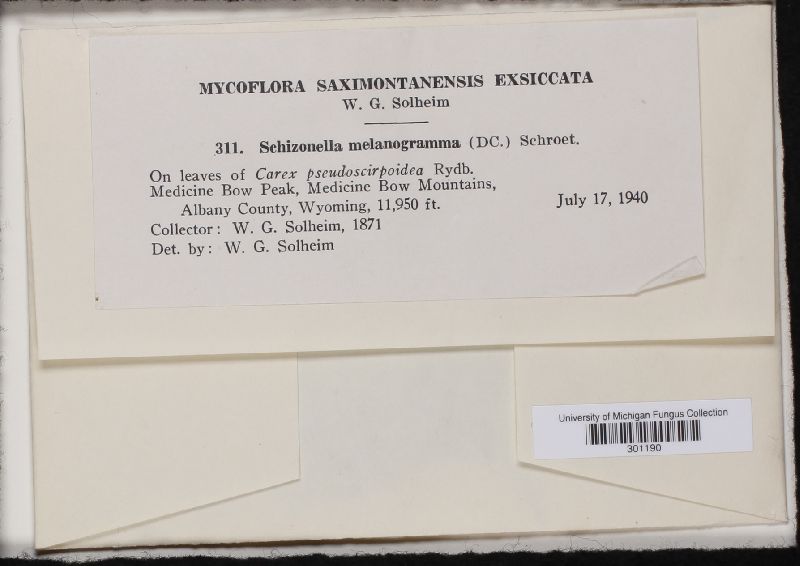 MYCOFLORA SAXIMONTANENSIS EXSICCATA
W. G. Solheim
311. Schizonella melanogramma (DC.) Schroet.
On leaves of Carex pseudoscirpoidea Rydb.
Medicine Bow Peak, Medicine Bow Mountains,
Albany County, Wyoming, 11,950 ft. July 17, 1940
Collector: W. G. Solheim, 1871
Det. by: W. G. Solheim
University of Michigan Fungus Collection
301190